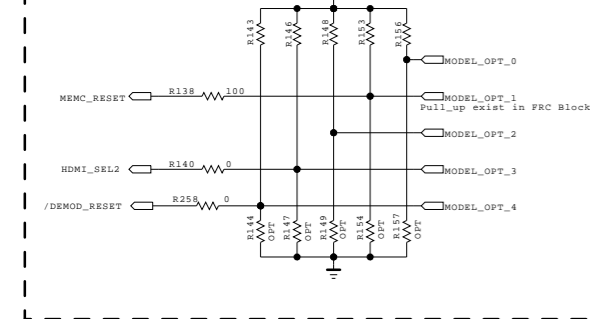 R143
R146
R148
R153
R156
MODEL_OPT_0
MEMC_RESET
R138
100
MODEL_OPT_1
Pull_up exist in FRC Block
MODEL_OPT_2
HDMI_SEL2
R140
0
MODEL_OPT_3
/DEMOD_RESET
R258
0
MODEL_OPT_4
R144
OPT
R147
OPT
R149
OPT
R154
OPT
R157
OPT